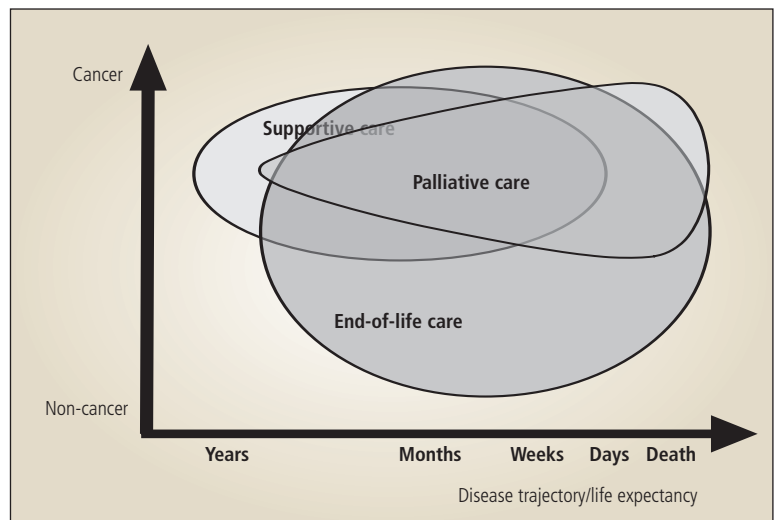 Cancer
Supportive care
Palliative care
End-of-life care
Non-cancer
Years Months Weeks Days Death
Disease trajectory/life expectancy